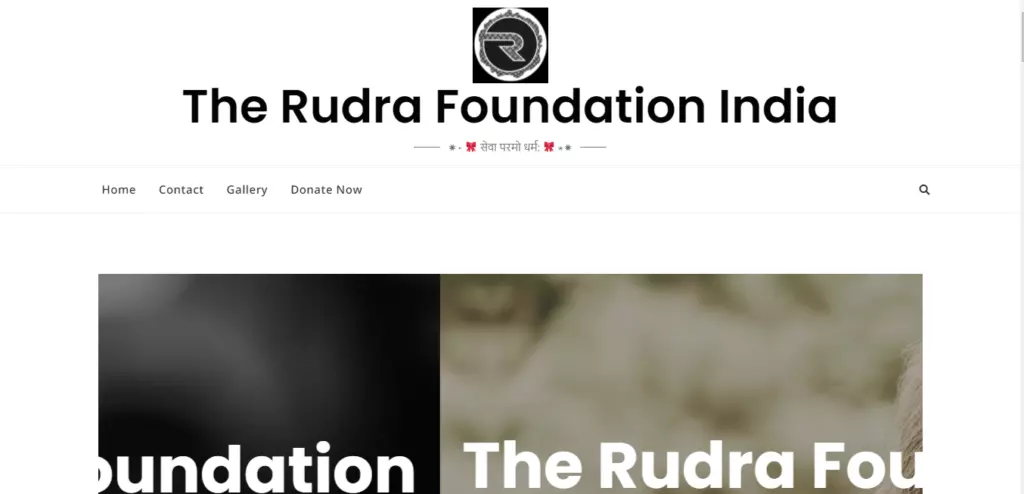 R
The Rudra Foundation India
✷- 🎀 सेवा परमो धर्म: 🎀 -✷
Home Contact Gallery Donate Now
oundation The Rudra Fou